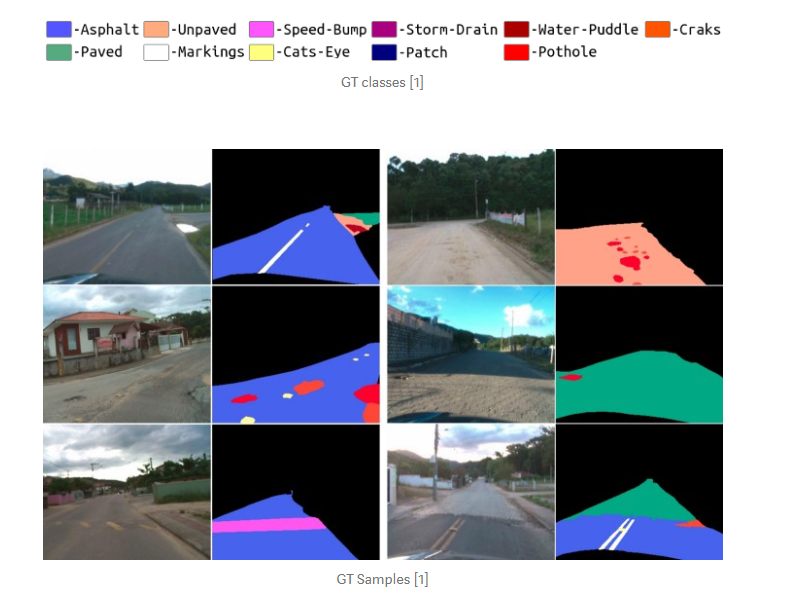 -Asphalt -Unpaved -Speed-Bump -Storm-Drain -Water-Puddle -Craks
-Paved -Markings -Cats-Eye -Patch -Pothole
GT classes [1]
GT Samples [1]